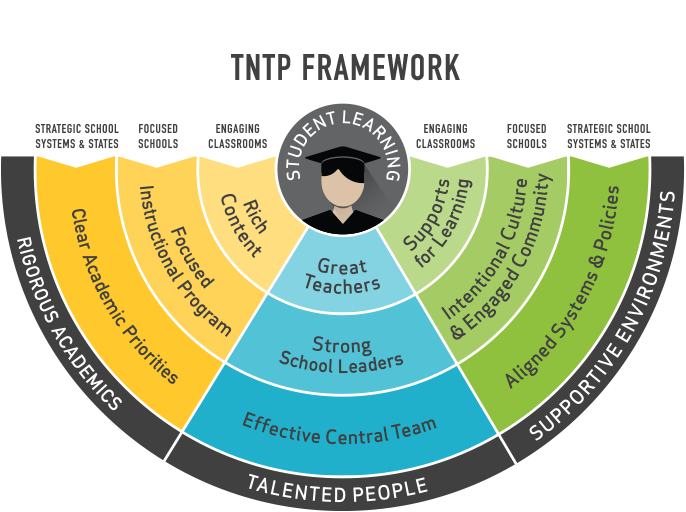 TNTP FRAMEWORK
STRATEGIC SCHOOL
SYSTEMS & STATES
FOCUSED
SCHOOLS
ENGAGING
CLASSROOMS
STUDENT LEARNING
ENGAGING
CLASSROOMS
FOCUSED
SCHOOLS
STRATEGIC SCHOOL
SYSTEMS & STATES
RIGOROUS ACADEMICS
Clear Academic Priorities
Focused
Instructional Program
Rich
Content
Great
Teachers
Strong
School Leaders
Effective Central Team
TALENTED PEOPLE
Supports
for Learning
Intentional Culture
& Engaged Community
Aligned Systems & Policies
SUPPORTIVE ENVIRONMENTS